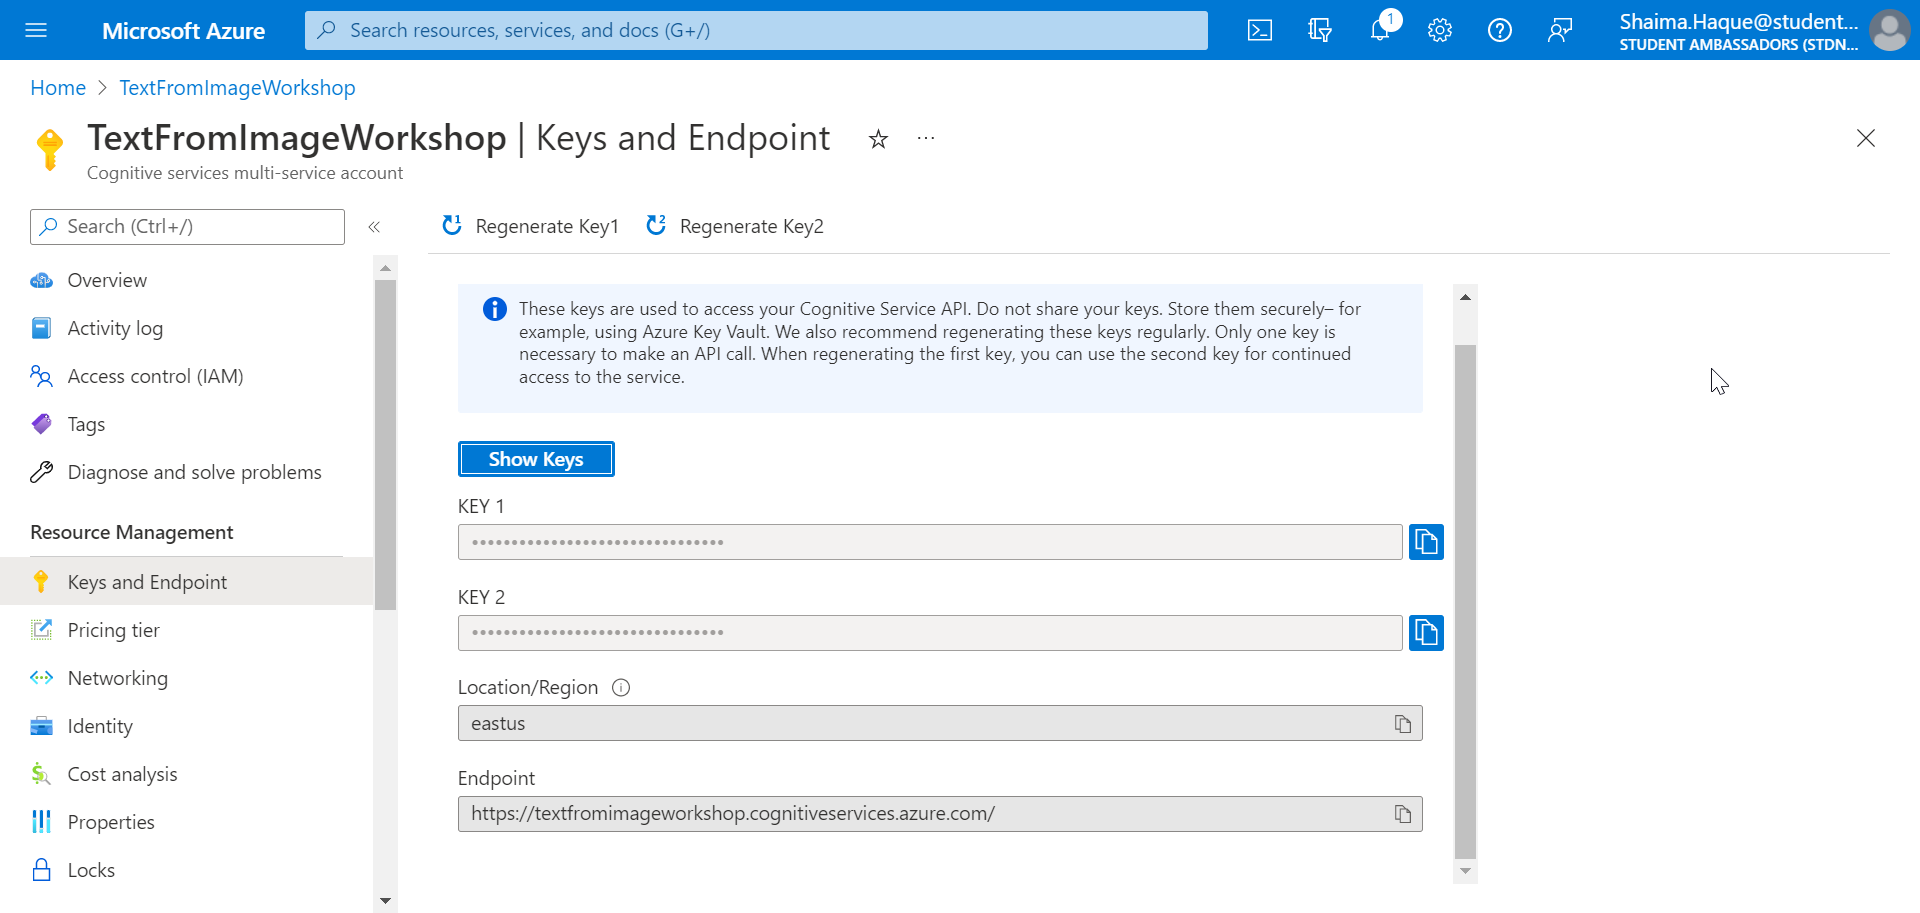 Microsoft Azure
Search resources, services, and docs (G+/)
1
Shaima.Haque@student...
STUDENT AMBASSADORS (STDN...
Home > TextFromImageWorkshop
TextFromImageWorkshop | Keys and Endpoint
Cognitive services multi-service account
Search (Ctrl+/)
Overview
Activity log
Access control (IAM)
Tags
Diagnose and solve problems
Resource Management
Keys and Endpoint
Pricing tier
Networking
Identity
Cost analysis
Properties
Locks
1 Regenerate Key1
2 Regenerate Key2
These keys are used to access your Cognitive Service API. Do not share your keys. Store them securely– for
example, using Azure Key Vault. We also recommend regenerating these keys regularly. Only one key is
necessary to make an API call. When regenerating the first key, you can use the second key for continued
access to the service.
Show Keys
KEY 1
••••••••••••••••••••••••••••••••
KEY 2
••••••••••••••••••••••••••••••••
Location/Region
eastus
Endpoint
https://textfromimageworkshop.cognitiveservices.azure.com/